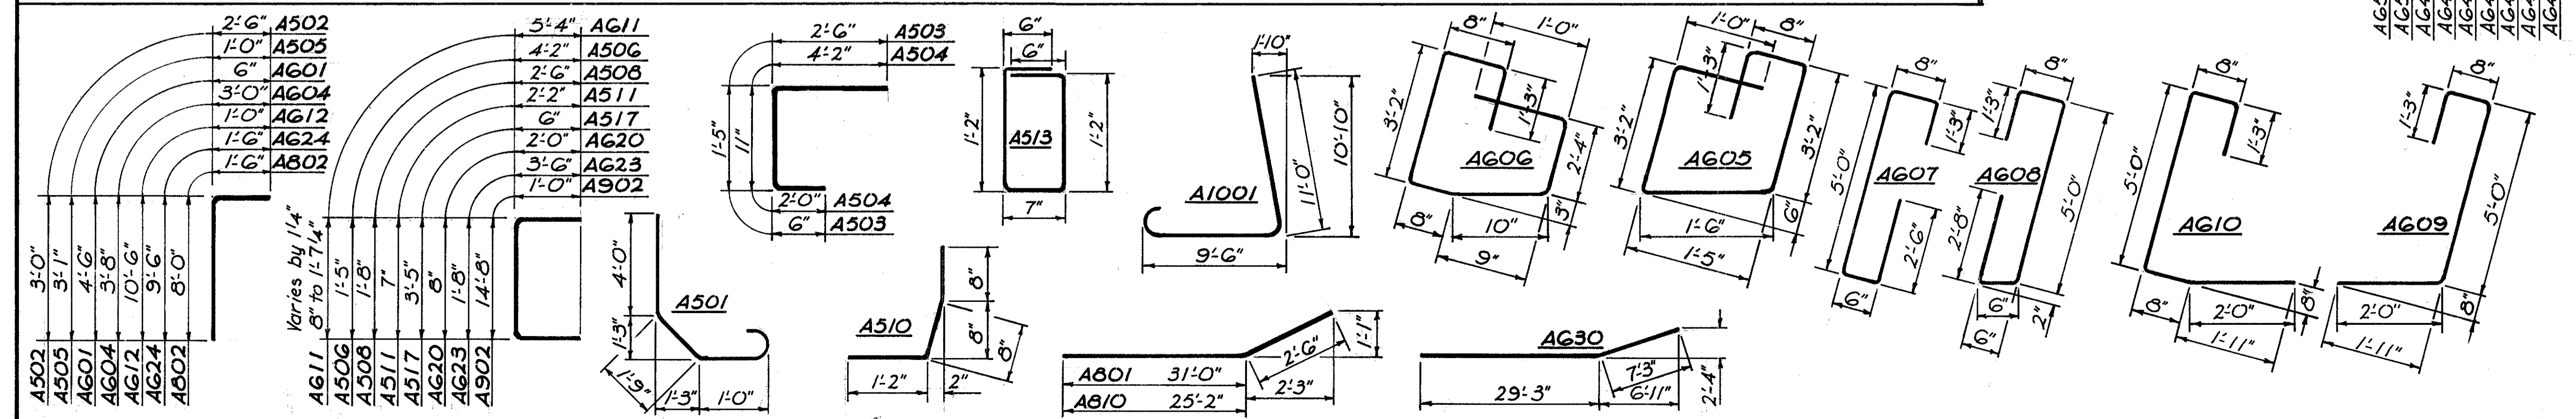 2'-6" A502
1'-0" A505
6" A601
3'-0" A604
1'-0" A612
1'-6" A624
1'-6" A802
3'-0"
3'-1"
4'-6"
3'-8"
10'-6"
9'-6"
8'-0"
A502
A505
A601
A604
A612
A624
A802
5'-4" A611
4'-2" A506
2'-6" A508
2'-2" A511
6" A517
2'-0" A620
3'-6" A623
1'-0" A902
Varies by 1¼"
8" to 1'-7¼"
1'-5"
1'-8"
7"
3'-5"
8"
1'-8"
14'-8"
A611
A506
A508
A511
A517
A620
A623
A902
2'-6" A503
4'-2" A504
1'-5"
11"
2'-0" A504
6" A503
4'-0"
1'-3"
A501
1'-9"
1'-3"
1'-0"
6"
6"
1'-2"
A513
1'-2"
7"
A510
8"
8"
8"
1'-2"
2"
1'-10"
A1001
11'-0"
10'-10"
9'-6"
A801 31'-0"
A810 25'-2"
2'-6"
2'-3"
1'-1"
8"
1'-0"
3'-2"
1'-3"
A606
2'-4"
8"
10"
3"
9"
1'-0"
8"
1'-3"
3'-2"
A605
3'-2"
1'-6"
6"
1'-5"
A630
29'-3"
7'-3"
6'-11"
2'-4"
8"
1'-3"
5'-0"
A607
2'-6"
6"
8"
1'-3"
A608
2'-8"
5'-0"
6"
2"
6"
8"
1'-3"
5'-0"
A610
8"
2'-0"
8"
1'-11"
8"
1'-3"
A609
5'-0"
2'-0"
8"
1'-11"